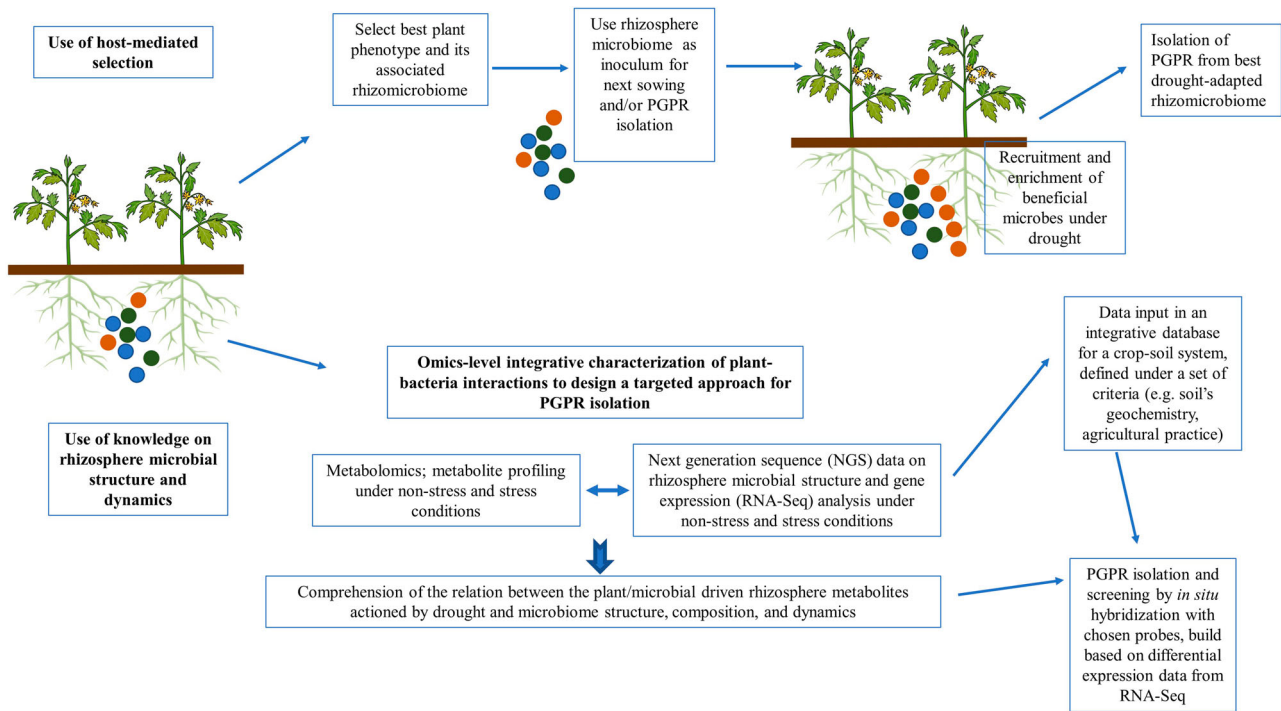 Use of host-mediated
selection
Select best plant
phenotype and its
associated
rhizomicrobiome
Use rhizosphere
microbiome as
inoculum for
next sowing
and/or PGPR
isolation
Isolation of
PGPR from best
drought-adapted
rhizomicrobiome
Recruitment and
enrichment of
beneficial
microbes under
drought
Use of knowledge on
rhizosphere microbial
structure and
dynamics
Omics-level integrative characterization of plant-
bacteria interactions to design a targeted approach for
PGPR isolation
Metabolomics; metabolite profiling
under non-stress and stress
conditions
Next generation sequence (NGS) data on
rhizosphere microbial structure and gene
expression (RNA-Seq) analysis under
non-stress and stress conditions
Data input in an
integrative database
for a crop-soil system,
defined under a set of
criteria (e.g. soil's
geochemistry,
agricultural practice)
Comprehension of the relation between the plant/microbial driven rhizosphere metabolites
actioned by drought and microbiome structure, composition, and dynamics
PGPR isolation and
screening by in situ
hybridization with
chosen probes, build
based on differential
expression data from
RNA-Seq